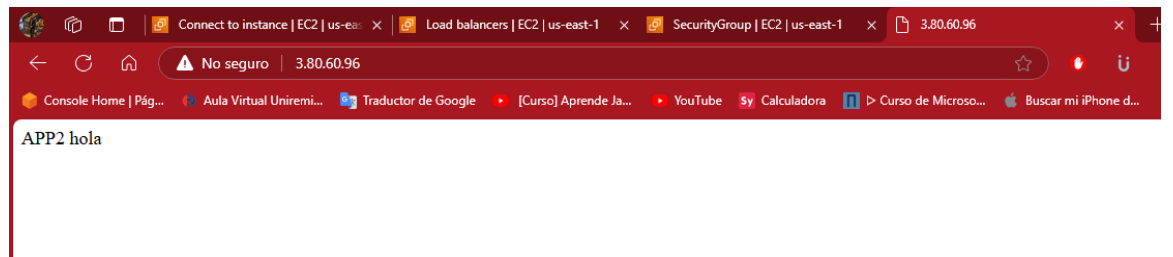 Connect to instance | EC2 | us-eas
Load balancers | EC2 | us-east-1
SecurityGroup | EC2 | us-east-1
3.80.60.96
No seguro
3.80.60.96
Console Home | Pág...
Aula Virtual Uniremi...
Traductor de Google
[Curso] Aprende Ja...
YouTube
Sy Calculadora
▷ Curso de Microso...
Buscar mi iPhone d...
APP2 hola